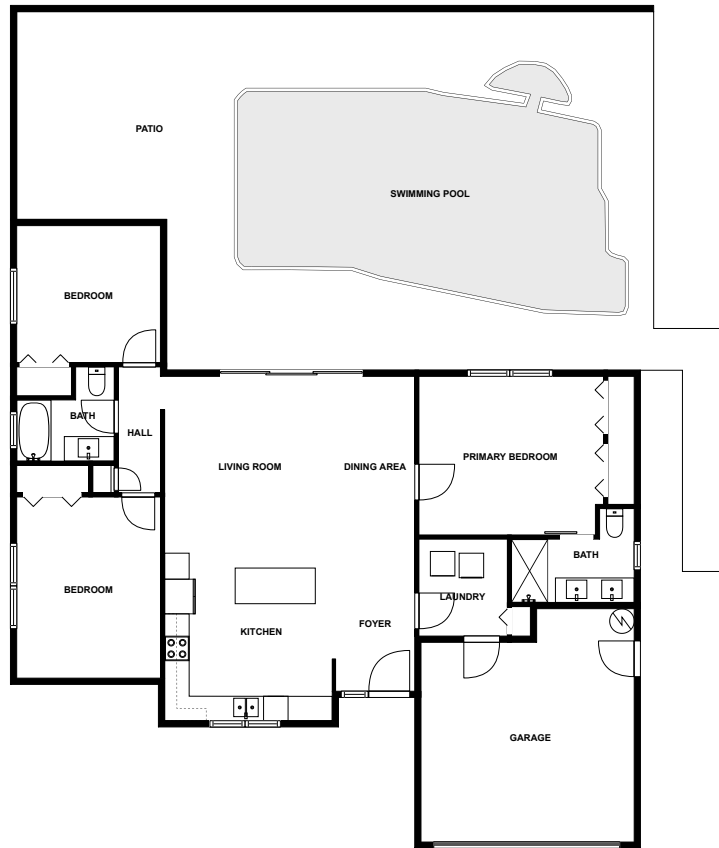 PATIO
SWIMMING POOL
BEDROOM
BATH
HALL
LIVING ROOM
DINING AREA
PRIMARY BEDROOM
BATH
BEDROOM
LAUNDRY
KITCHEN
FOYER
GARAGE